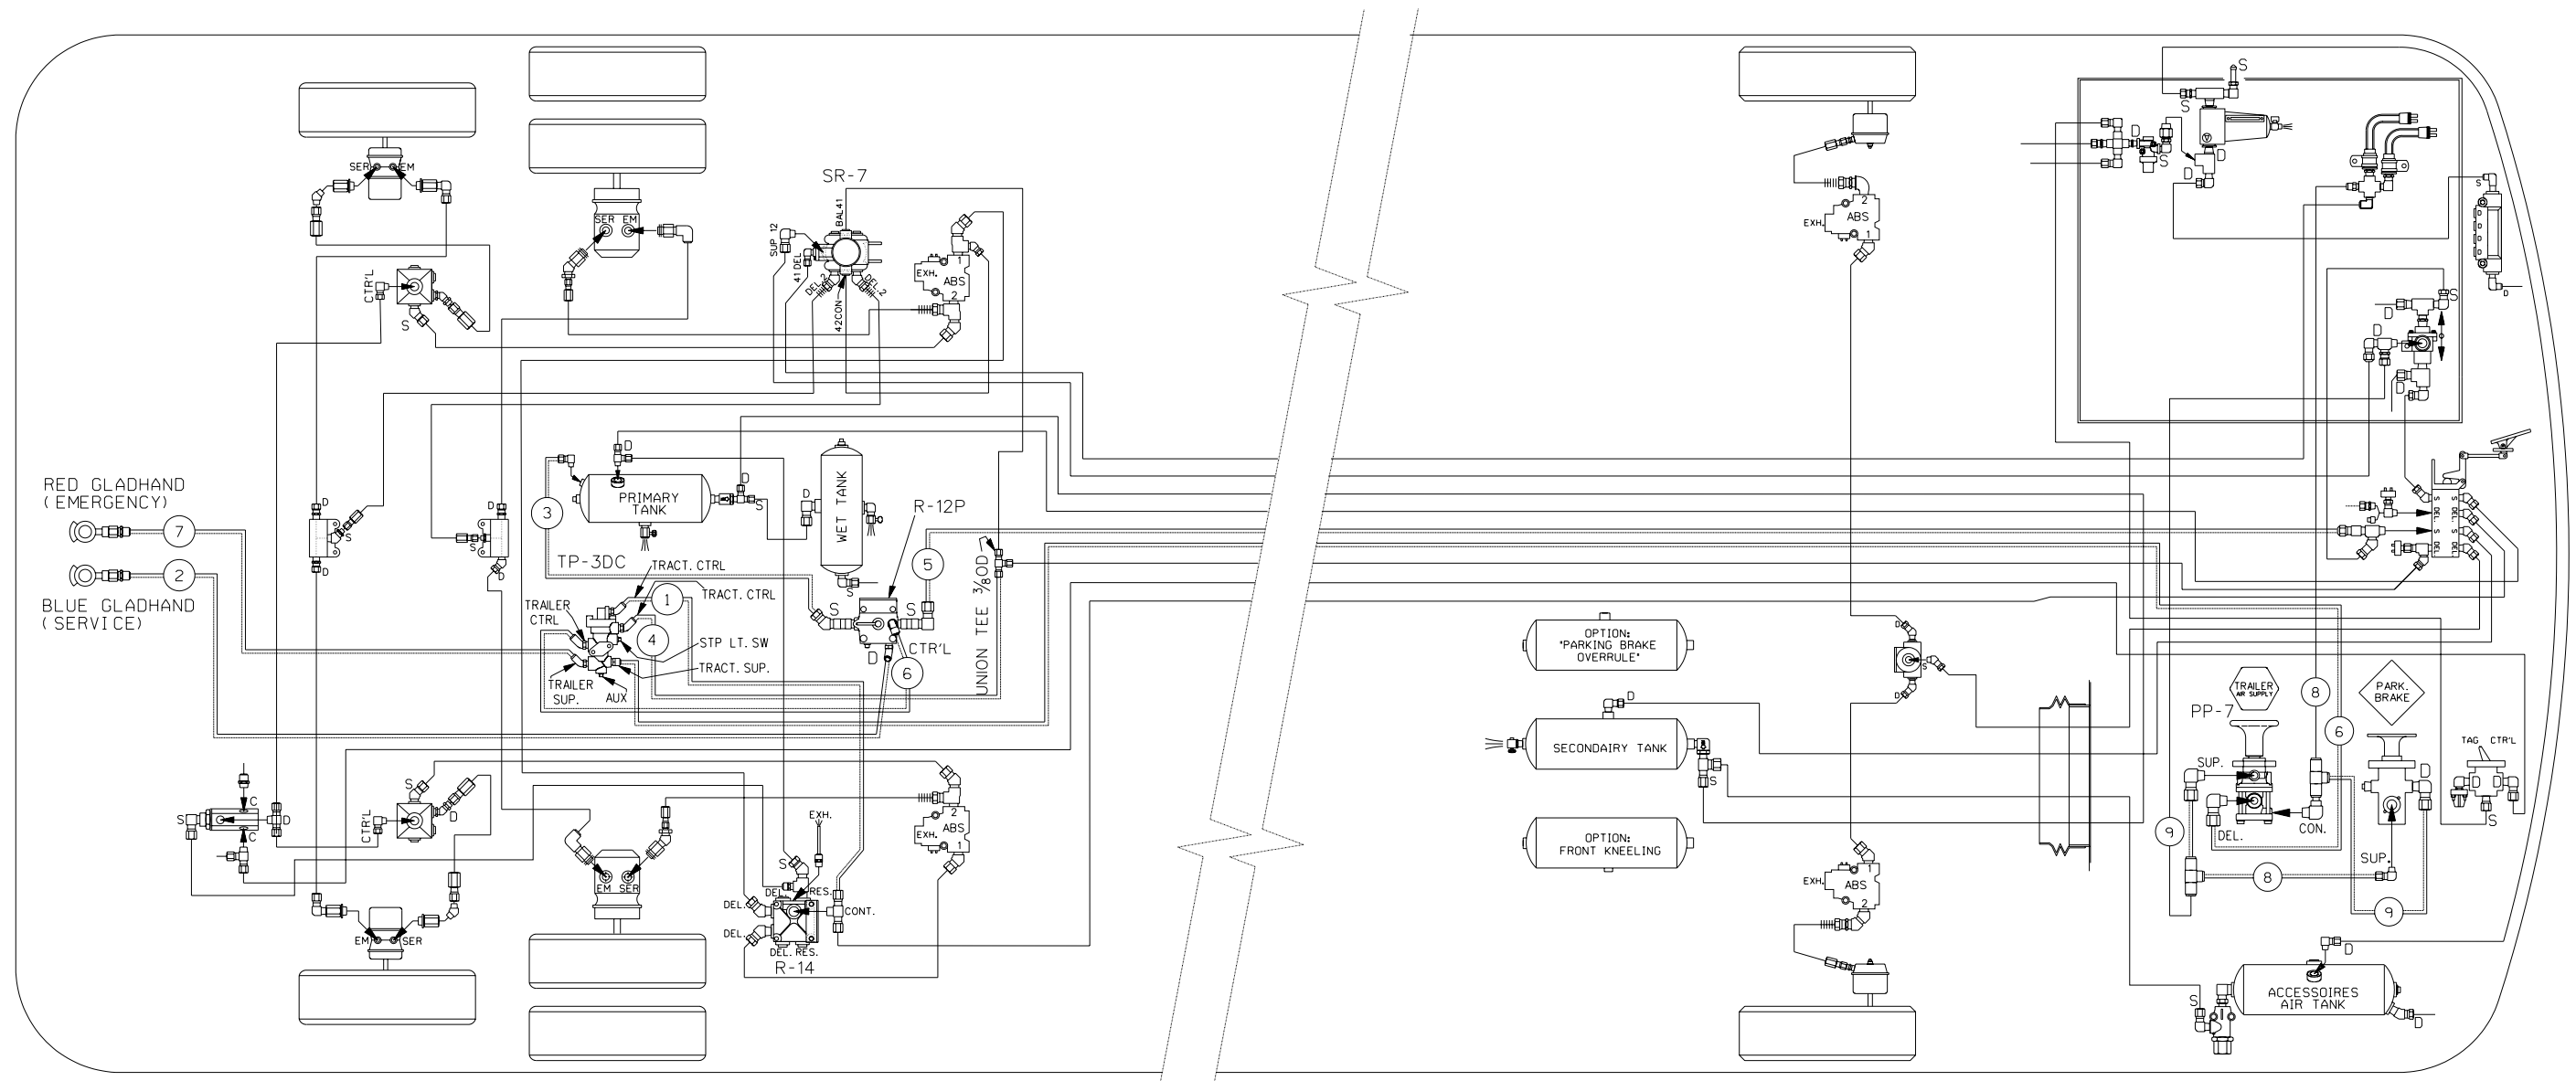 SER
EM
SER EM
SR-7
BAL41
SUP 12
41 DEL
DEL.2
DEL.2
42CON
CTR'L
S
EXH.
1
ABS
2
RED GLADHAND
(EMERGENCY)
7
2
BLUE GLADHAND
(SERVICE)
D
S
D
D
S
D
3
D
PRIMARY
TANK
D
S
D
WET TANK
S
R-12P
TP-3DC
TRACT. CTRL
TRACT. CTRL
1
TRAILER
CTRL
4
STP LT. SW
TRACT. SUP.
TRAILER
SUP.
AUX
S
S
5
D
CTR'L
6
UNION TEE 3/8OD
S
C
C
D
S
CTR'L
D
EM
SER
EM SER
EXH.
S
DEL.
RES.
DEL.
CONT.
DEL.
DEL. RES.
R-14
2
EXH.
ABS
1
2
EXH.
ABS
1
D
S
D
OPTION:
"PARKING BRAKE
OVERRULE"
D
SECONDAIRY TANK
S
OPTION:
FRONT KNEELING
1
EXH.
ABS
2
S
S
D
S
D
D
S
D
S
D
D
D
S
S
DEL.
DEL.
S
S
DEL
DEL
TRAILER
AIR SUPPLY
8
PARK.
BRAKE
PP-7
6
TAG CTR'L
SUP.
D
D
D
S
DEL.
CON.
9
SUP.
8
9
D
S
ACCESSOIRES
AIR TANK
D